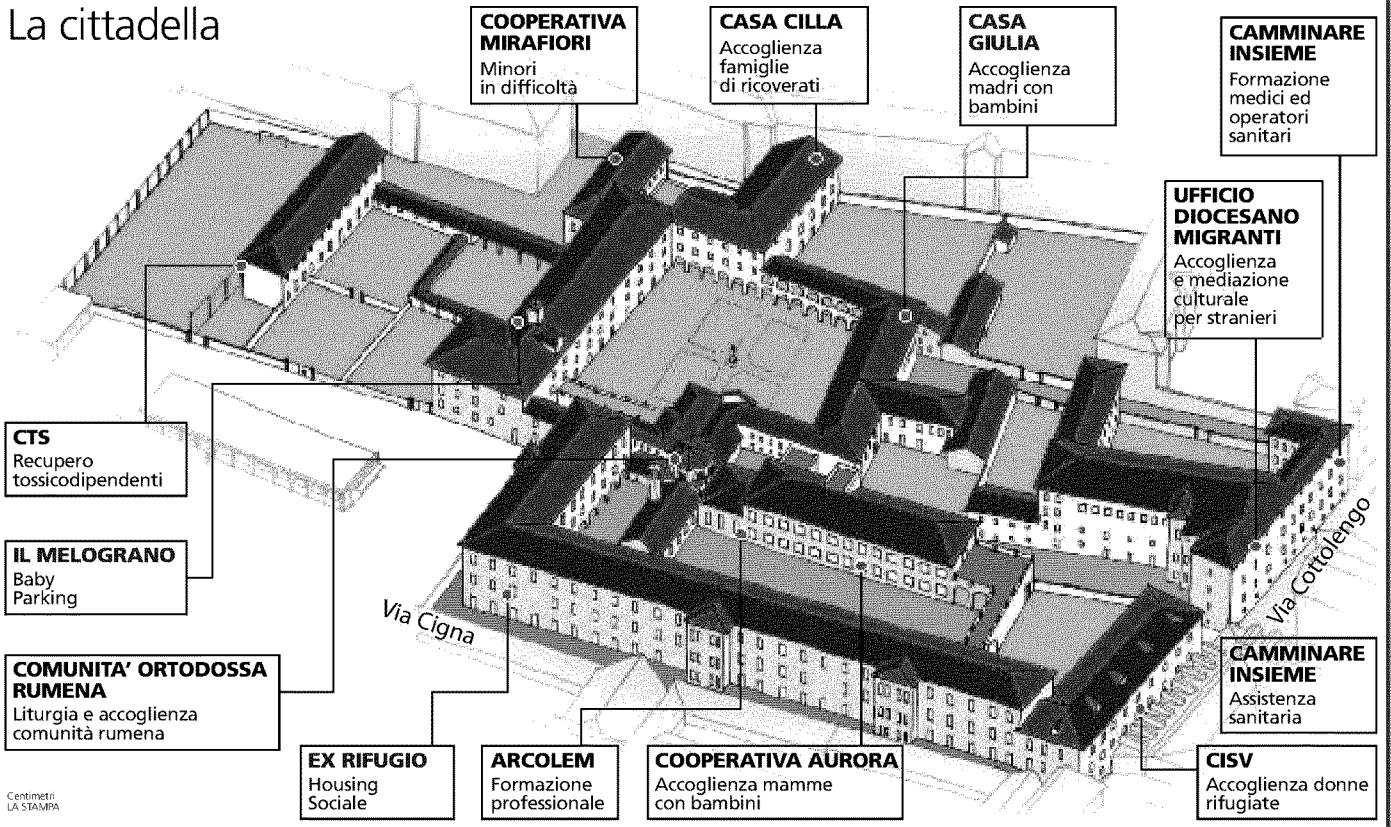 La cittadella
COOPERATIVA
MIRAFIORI
Minori
in difficoltà
CASA CILLA
Accoglienza
famiglie
di ricoverati
CASA
GIULIA
Accoglienza
madri con
bambini
CAMMINARE
INSIEME
Formazione
medici ed
operatori
sanitari
UFFICIO
DIOCESANO
MIGRANTI
Accoglienza
e mediazione
culturale
per stranieri
CTS
Recupero
tossicodipendenti
IL MELOGRANO
Baby
Parking
COMUNITA' ORTODOSSA
RUMENA
Liturgia e accoglienza
comunità rumena
Via Cigna
Via Cottolengo
EX RIFUGIO
Housing
Sociale
ARCOLEM
Formazione
professionale
COOPERATIVA AURORA
Accoglienza mamme
con bambini
CAMMINARE
INSIEME
Assistenza
sanitaria
CISV
Accoglienza donne
rifugiate
Centimetri
LA STAMPA